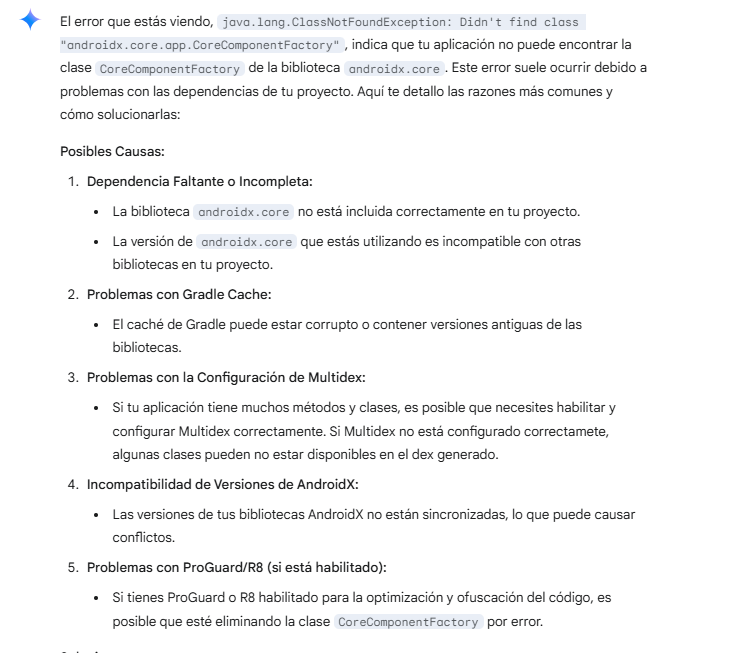 El error que estás viendo, java.lang.ClassNotFoundException: Didn't find class
"androidx.core.app.CoreComponentFactory", indica que tu aplicación no puede encontrar la
clase CoreComponentFactory de la biblioteca androidx.core. Este error suele ocurrir debido a
problemas con las dependencias de tu proyecto. Aquí te detallo las razones más comunes y
cómo solucionarlas:
Posibles Causas:
1. Dependencia Faltante o Incompleta:
• La biblioteca androidx.core no está incluida correctamente en tu proyecto.
• La versión de androidx.core que estás utilizando es incompatible con otras
bibliotecas en tu proyecto.
2. Problemas con Gradle Cache:
• El caché de Gradle puede estar corrupto o contener versiones antiguas de las
bibliotecas.
3. Problemas con la Configuración de Multidex:
• Si tu aplicación tiene muchos métodos y clases, es posible que necesites habilitar y
configurar Multidex correctamente. Si Multidex no está configurado correctamete,
algunas clases pueden no estar disponibles en el dex generado.
4. Incompatibilidad de Versiones de AndroidX:
• Las versiones de tus bibliotecas AndroidX no están sincronizadas, lo que puede causar
conflictos.
5. Problemas con ProGuard/R8 (si está habilitado):
• Si tienes ProGuard o R8 habilitado para la optimización y ofuscación del código, es
posible que esté eliminando la clase CoreComponentFactory por error.